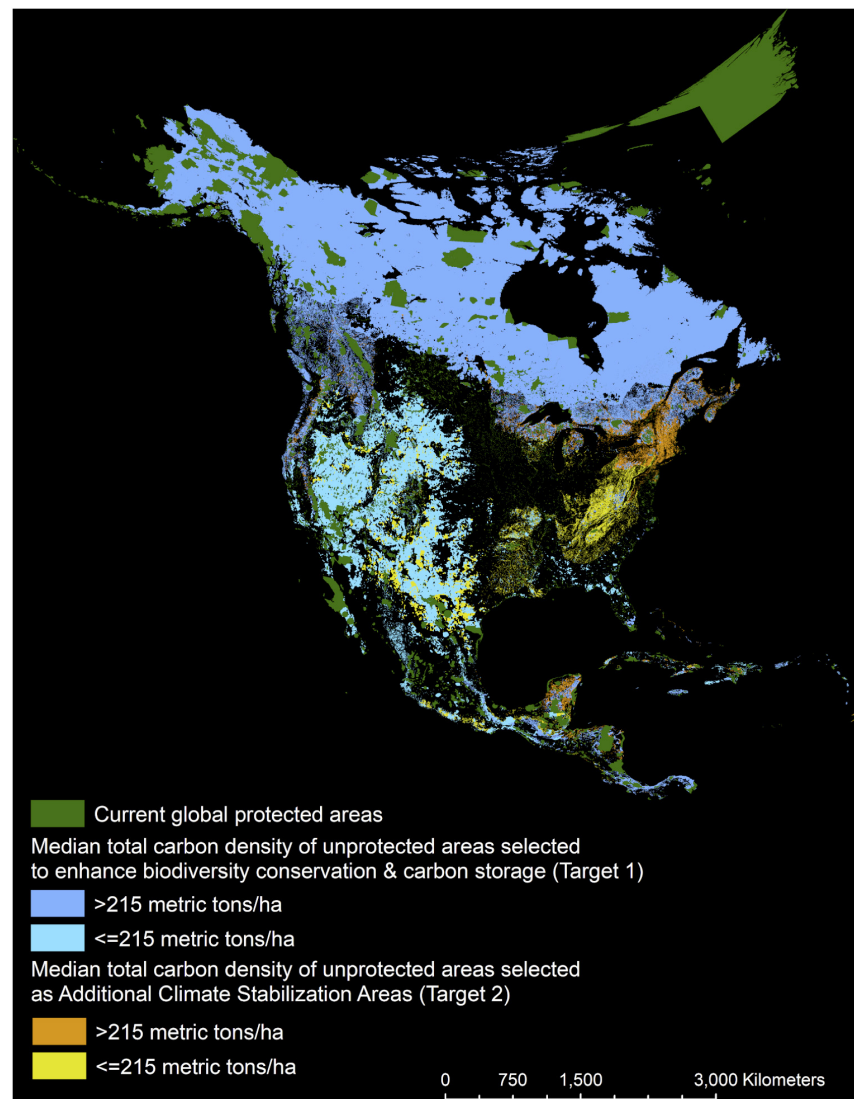 Current global protected areas
Median total carbon density of unprotected areas selected
to enhance biodiversity conservation & carbon storage (Target 1)
>215 metric tons/ha
<=215 metric tons/ha
Median total carbon density of unprotected areas selected
as Additional Climate Stabilization Areas (Target 2)
>215 metric tons/ha
<=215 metric tons/ha
0 750 1,500 3,000 Kilometers